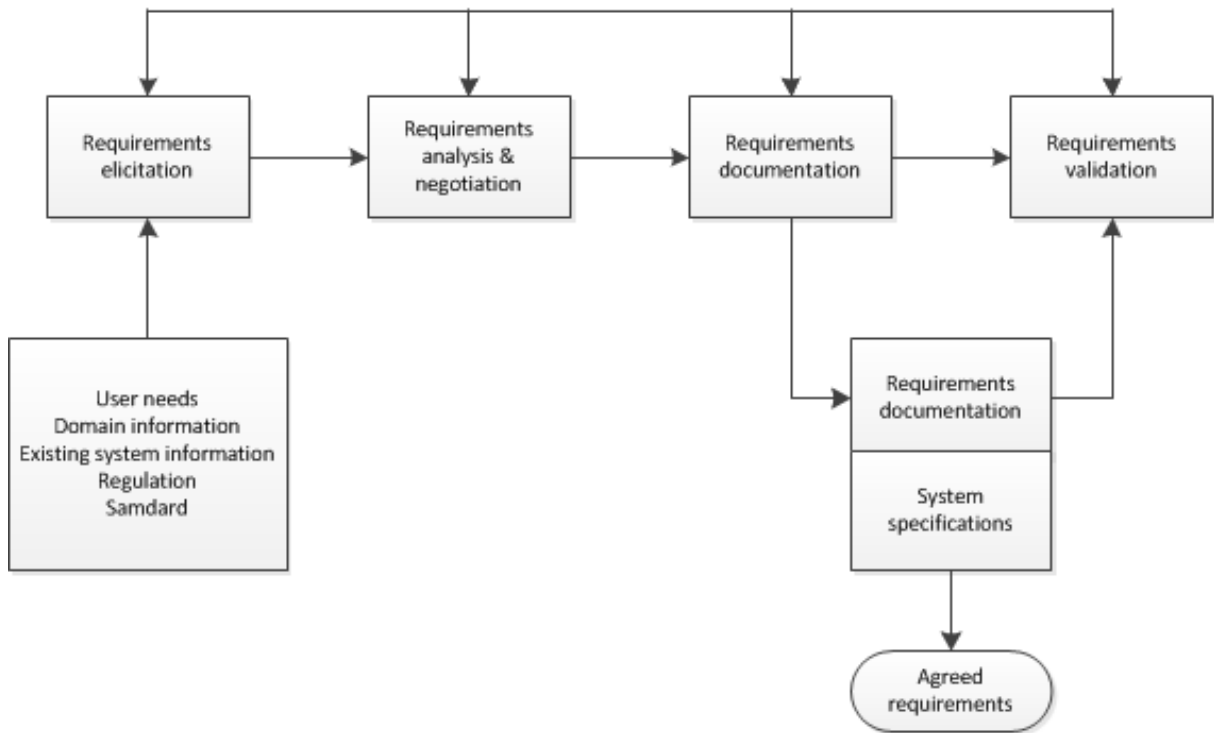 Requirements
elicitation
Requirements
analysis &
negotiation
Requirements
documentation
Requirements
validation
User needs
Domain information
Existing system information
Regulation
Samdard
Requirements
documentation
System
specifications
Agreed
requirements